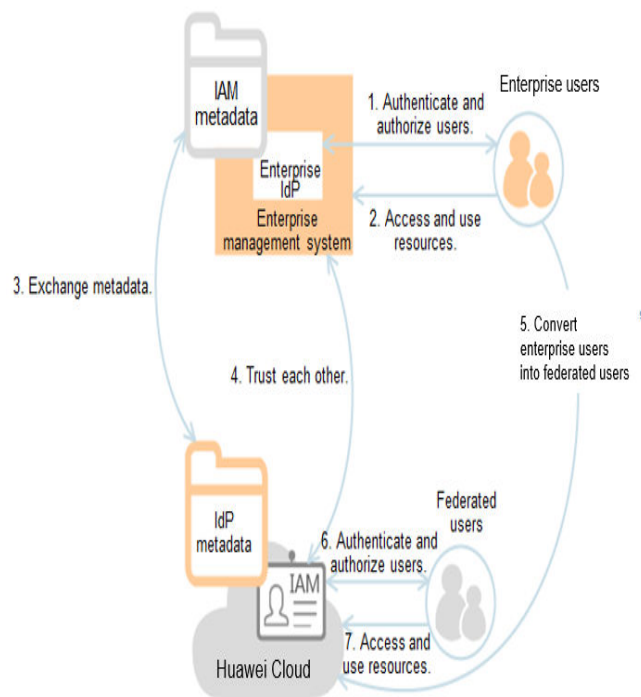 IAM
metadata
1. Authenticate and
authorize users.
Enterprise users
Enterprise
IdP
Enterprise
management system
2. Access and use
resources.
3. Exchange metadata.
4. Trust each other.
5. Convert
enterprise users
into federated users
IdP
metadata
Federated
users
6. Authenticate and
authorize users.
IAM
7. Access and
use resources.
Huawei Cloud